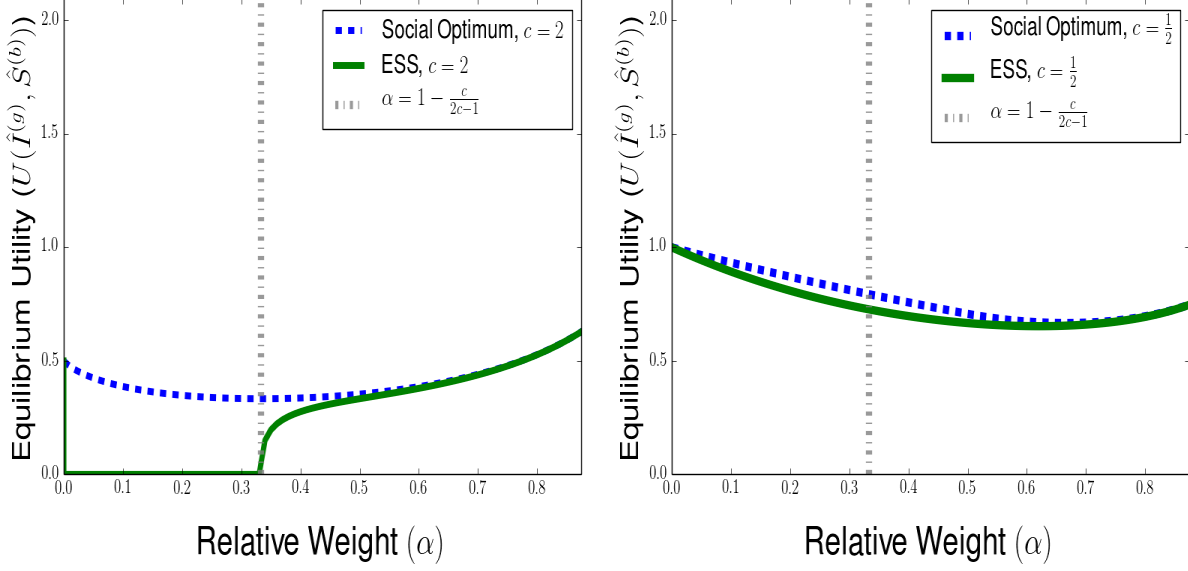 Equilibrium Utility (U(Î^(g), Ŝ^(b)))
2.0
1.5
1.0
0.5
0.0
Social Optimum, c = 2
ESS, c = 2
α = 1 − c/(2c−1)
0.0 0.1 0.2 0.3 0.4 0.5 0.6 0.7 0.8
Relative Weight (α)
Equilibrium Utility (U(Î^(g), Ŝ^(b)))
2.0
1.5
1.0
0.5
0.0
Social Optimum, c = 1/2
ESS, c = 1/2
α = 1 − c/(2c−1)
0.0 0.1 0.2 0.3 0.4 0.5 0.6 0.7 0.8
Relative Weight (α)